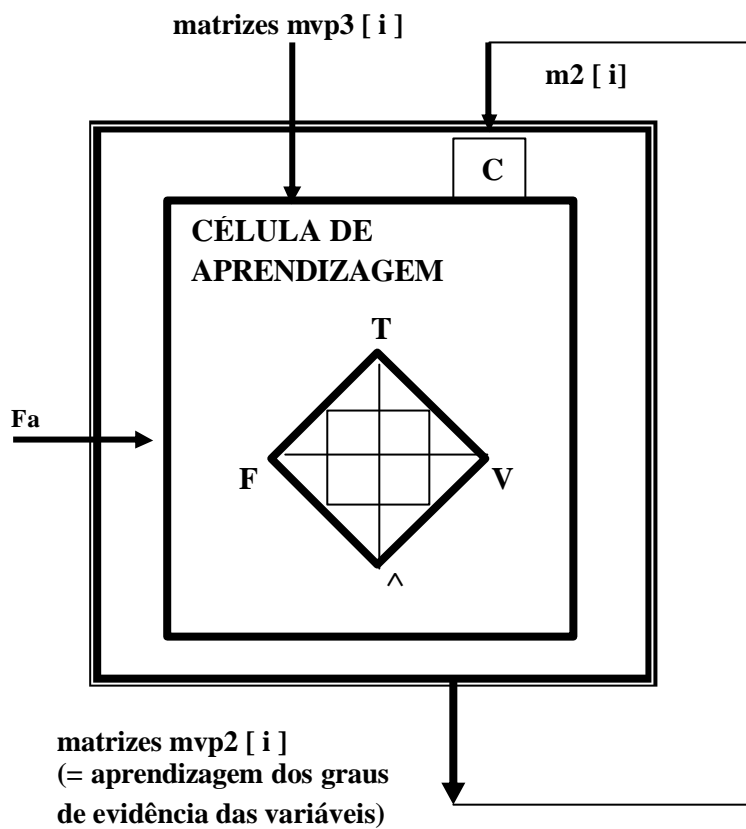 matrizes mvp3 [ i ]
m2 [ i]
C
CÉLULA DE
APRENDIZAGEM
T
Fa
F
V
^
matrizes mvp2 [ i ]
(= aprendizagem dos graus
de evidência das variáveis)